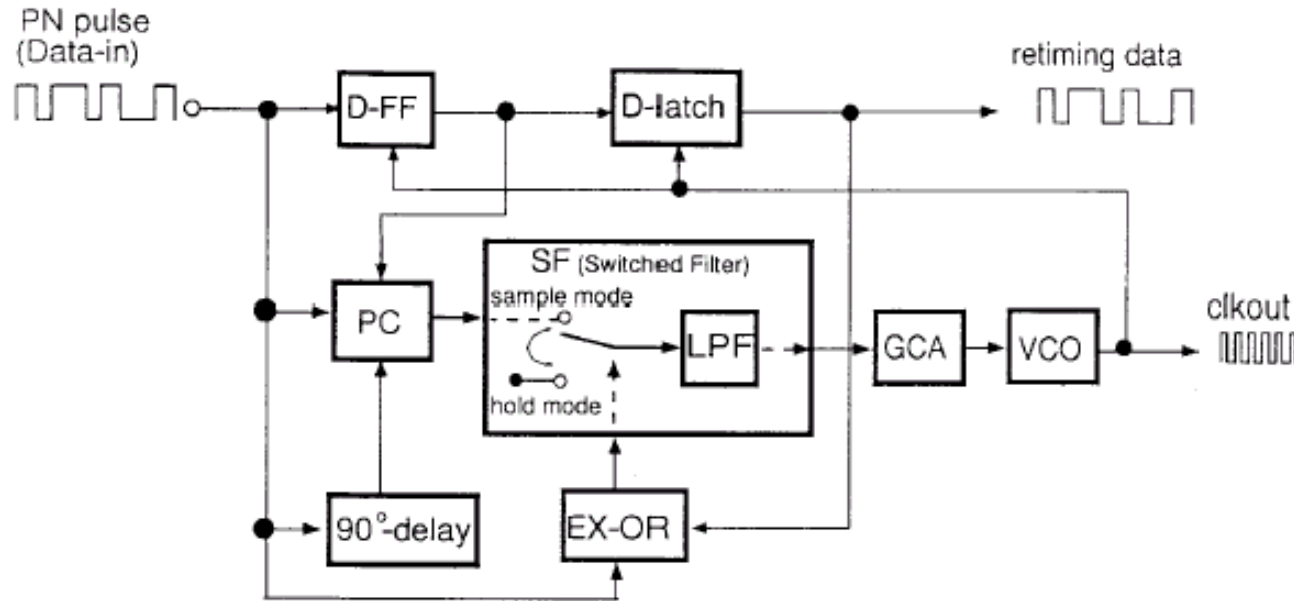 PN pulse
(Data-in)
retiming data
D-FF
D-latch
SF (Switched Filter)
sample mode
PC
LPF
GCA
VCO
clkout
hold mode
90°-delay
EX-OR